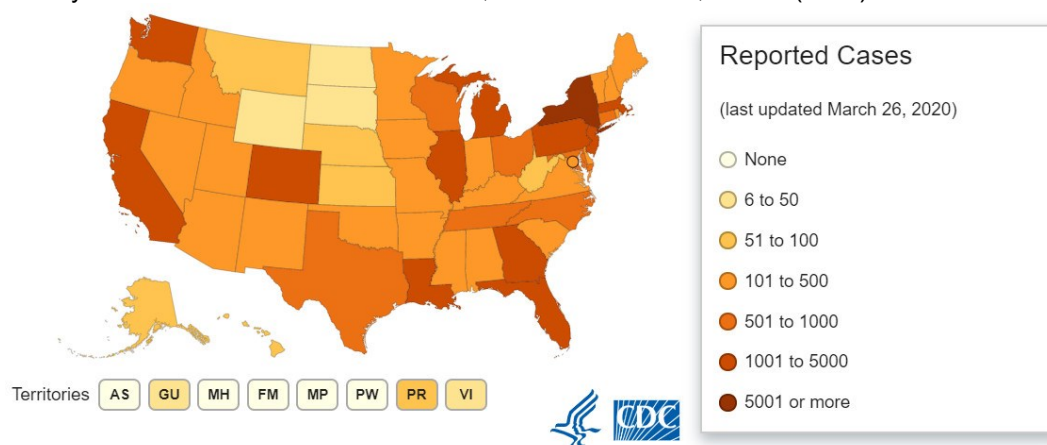 Reported Cases
(last updated March 26, 2020)
None
6 to 50
51 to 100
101 to 500
501 to 1000
1001 to 5000
5001 or more
Territories AS GU MH FM MP PW PR VI
CDC